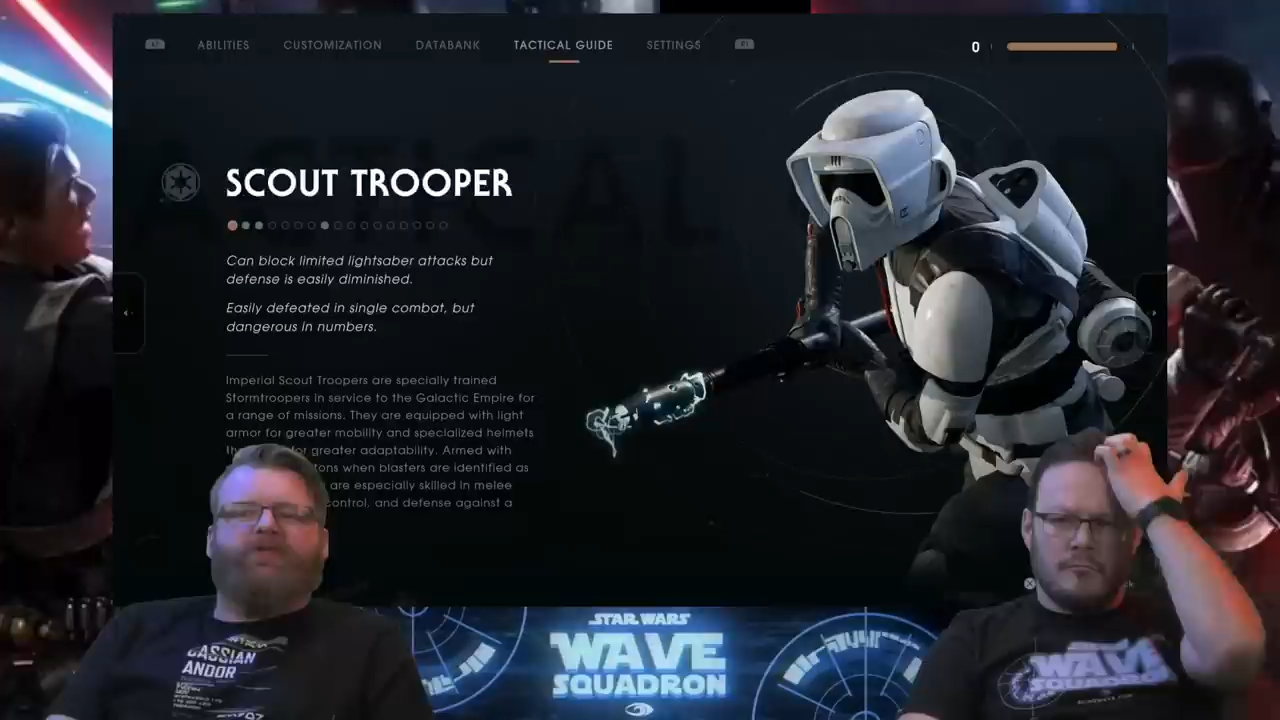 ABILITIES CUSTOMIZATION DATABANK TACTICAL GUIDE SETTINGS
0
SCOUT TROOPER
Can block limited lightsaber attacks but
defense is easily diminished.
Easily defeated in single combat, but
dangerous in numbers.
Imperial Scout Troopers are specially trained
Stormtroopers in service to the Galactic Empire for
a range of missions. They are equipped with light
armor for greater mobility and specialized helmets
for greater adaptability. Armed with
when blasters are identified as
are especially skilled in melee
control, and defense against a
CASSIAN
ANDOR
STAR WARS
WAVE
SQUADRON
WAVE
SQUADRON